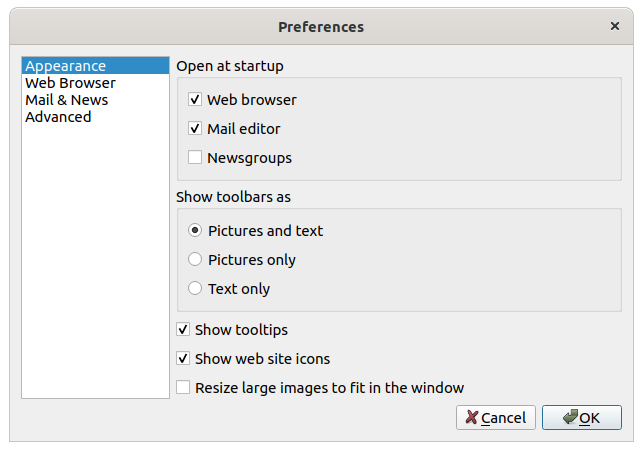 Preferences
Appearance
Web Browser
Mail & News
Advanced
Open at startup
Web browser
Mail editor
Newsgroups
Show toolbars as
Pictures and text
Pictures only
Text only
Show tooltips
Show web site icons
Resize large images to fit in the window
Cancel
OK